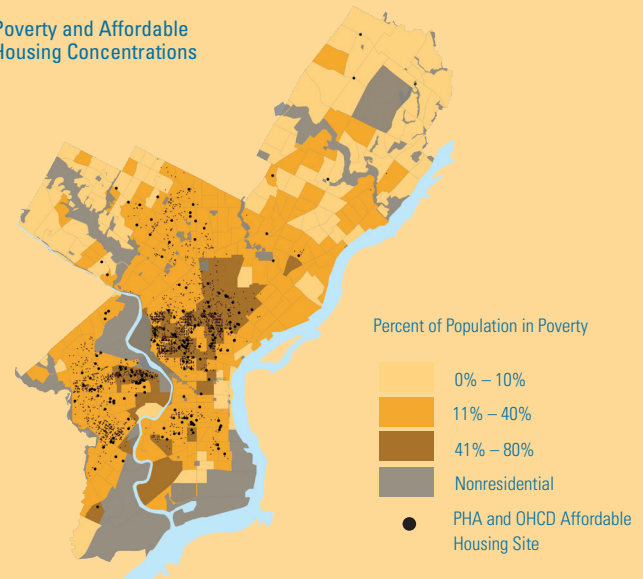 Poverty and Affordable
Housing Concentrations
Percent of Population in Poverty
0% – 10%
11% – 40%
41% – 80%
Nonresidential
PHA and OHCD Affordable
Housing Site